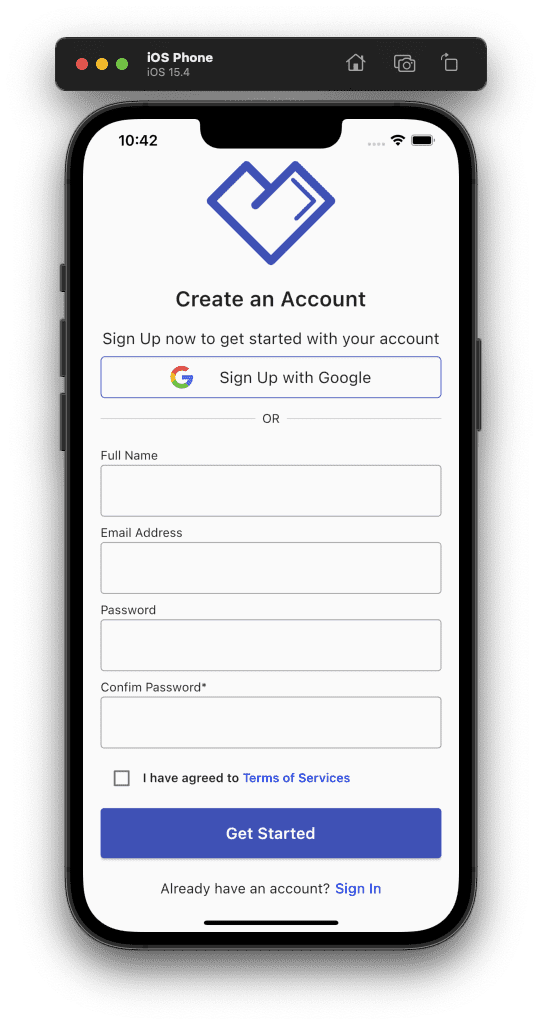 iOS Phone
iOS 15.4
10:42
Create an Account
Sign Up now to get started with your account
Sign Up with Google
OR
Full Name
Email Address
Password
Confim Password*
I have agreed to Terms of Services
Get Started
Already have an account? Sign In